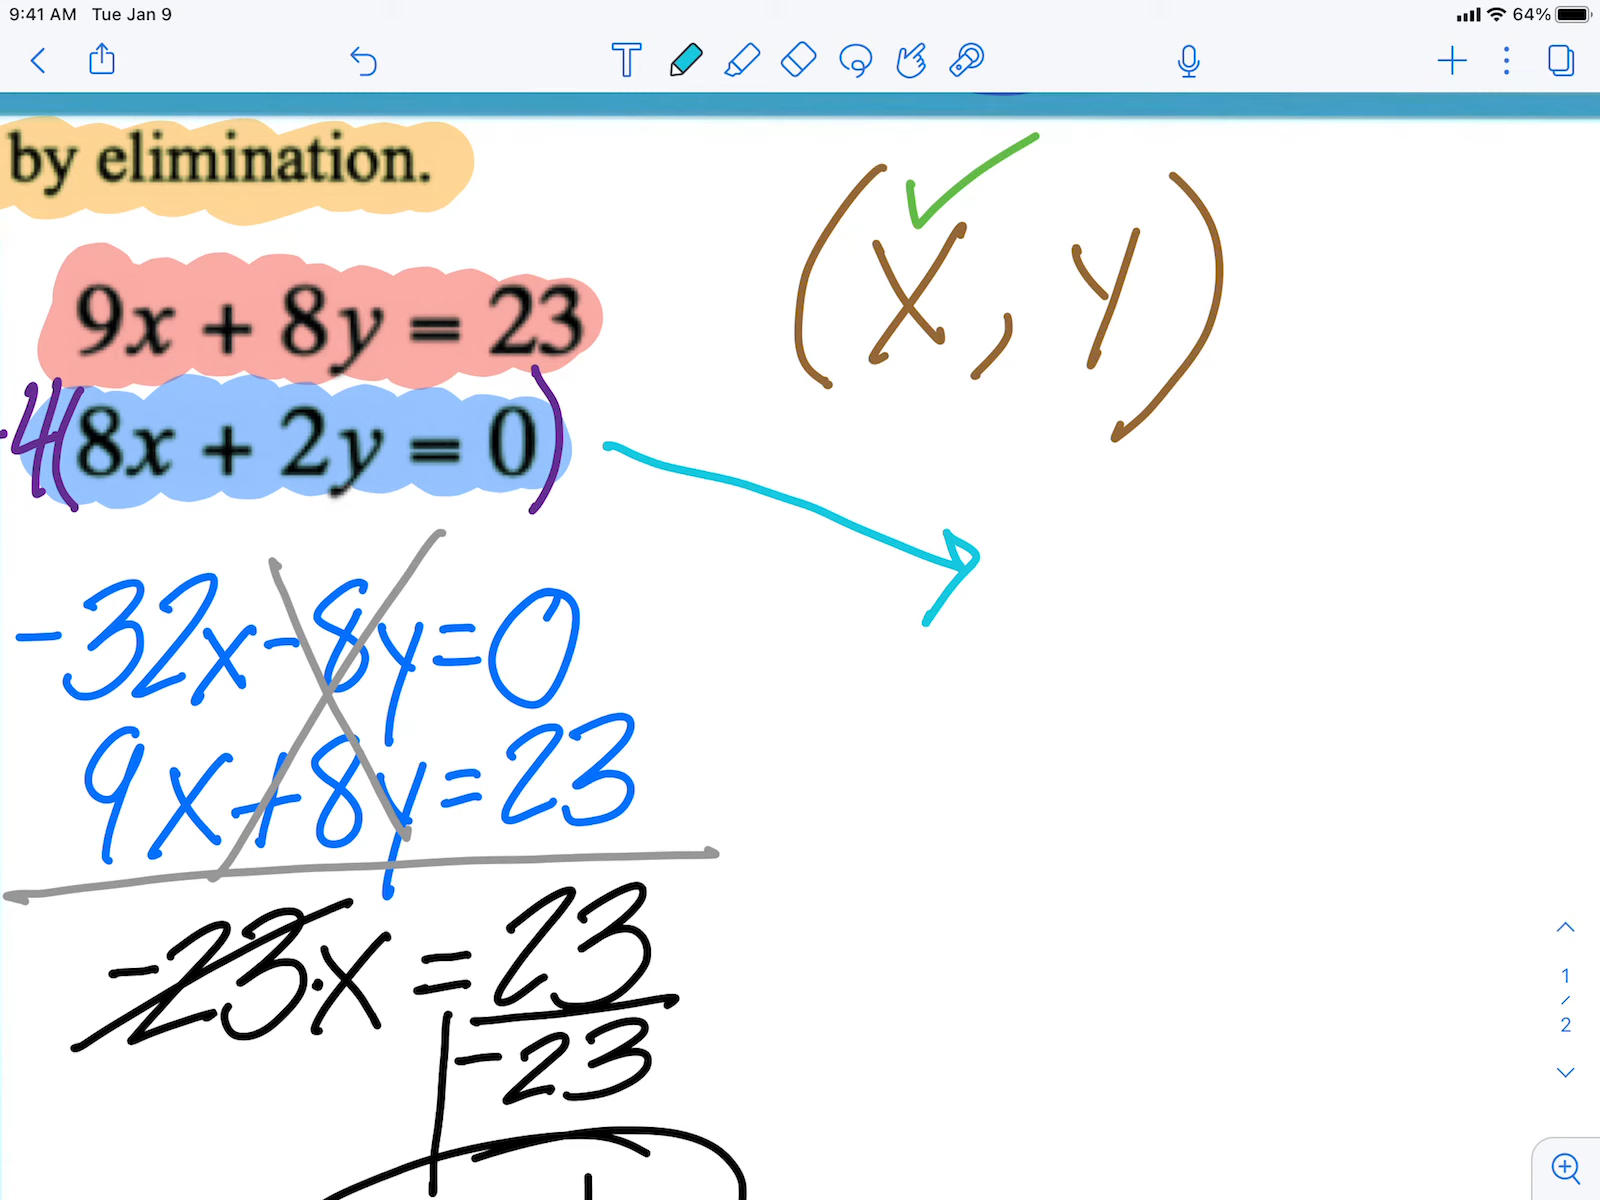 9:41 AM Tue Jan 9
64%
by elimination.
(x, y)
9x + 8y = 23
-4(8x + 2y = 0)
-32x-8y=0
9x+8y=23
-23·x = 23
-23
1
/
2